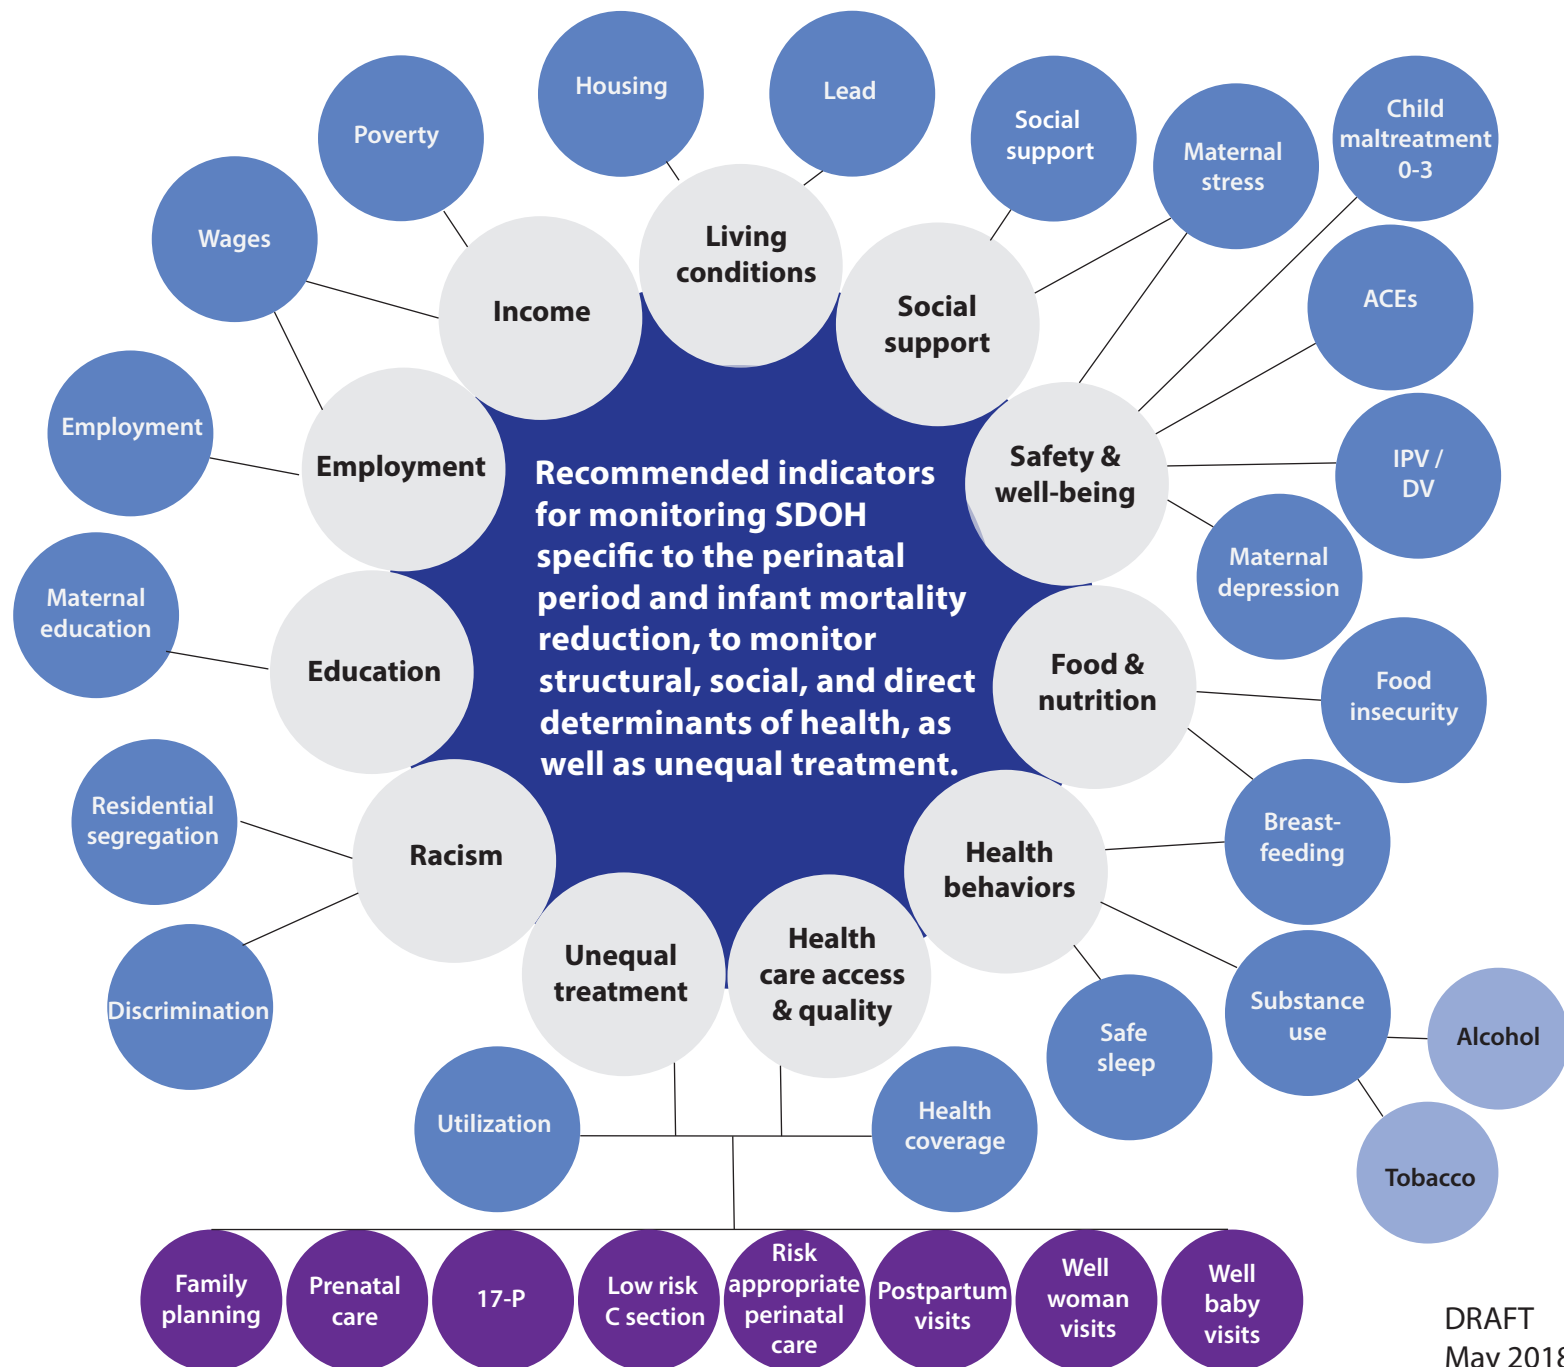 Housing
Lead
Poverty
Social
support
Maternal
stress
Child
maltreatment
0-3
Wages
Living
conditions
Income
Social
support
ACEs
Employment
Employment
Safety &
well-being
IPV /
DV
Recommended indicators
for monitoring SDOH
specific to the perinatal
period and infant mortality
reduction, to monitor
structural, social, and direct
determinants of health, as
well as unequal treatment.
Maternal
depression
Maternal
education
Education
Food &
nutrition
Food
insecurity
Residential
segregation
Racism
Health
behaviors
Breast-
feeding
Discrimination
Unequal
treatment
Health
care access
& quality
Safe
sleep
Substance
use
Alcohol
Tobacco
Utilization
Health
coverage
Family
planning
Prenatal
care
17-P
Low risk
C section
Risk
appropriate
perinatal
care
Postpartum
visits
Well
woman
visits
Well
baby
visits
DRAFT
May 2018